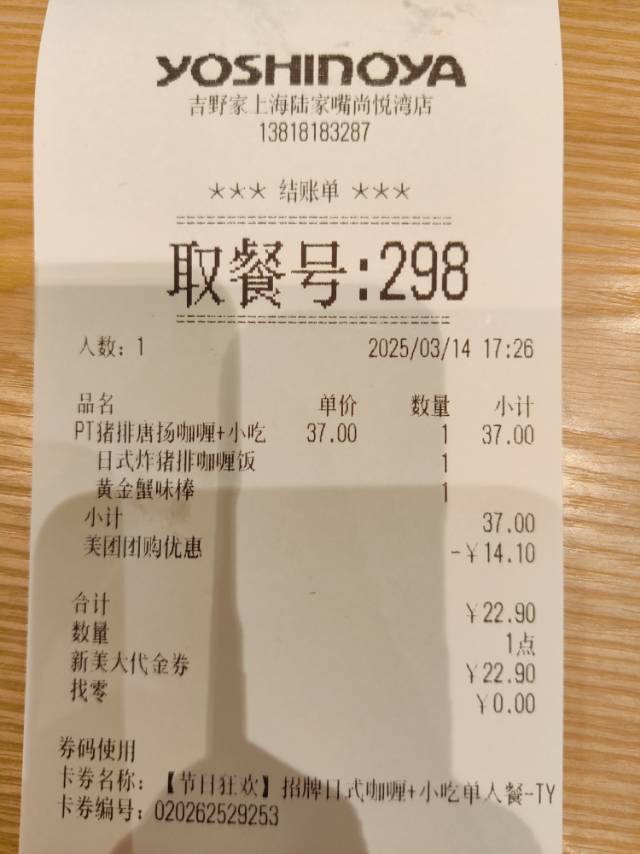 YOSHINOYA
吉野家上海陆家嘴尚悦湾店
13818183287
*** 结账单 ***
取餐号:298
人数: 1 2025/03/14 17:26
品名 单价 数量 小计
PT猪排唐扬咖喱+小吃 37.00 1 37.00
日式炸猪排咖喱饭 1
黄金蟹味棒 1
小计 37.00
美团团购优惠 -¥14.10
合计 ¥22.90
数量 1点
新美大代金券 ¥22.90
找零 ¥0.00
券码使用
卡券名称: 【节日狂欢】招牌日式咖喱+小吃单人餐-TY
卡券编号: 020262529253